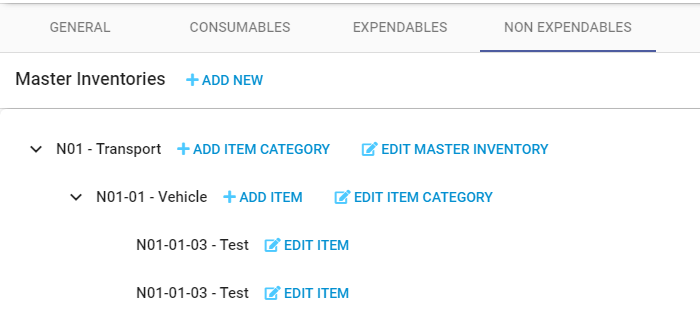 GENERAL CONSUMABLES EXPENDABLES NON EXPENDABLES
Master Inventories + ADD NEW
N01 - Transport + ADD ITEM CATEGORY EDIT MASTER INVENTORY
N01-01 - Vehicle + ADD ITEM EDIT ITEM CATEGORY
N01-01-03 - Test EDIT ITEM
N01-01-03 - Test EDIT ITEM